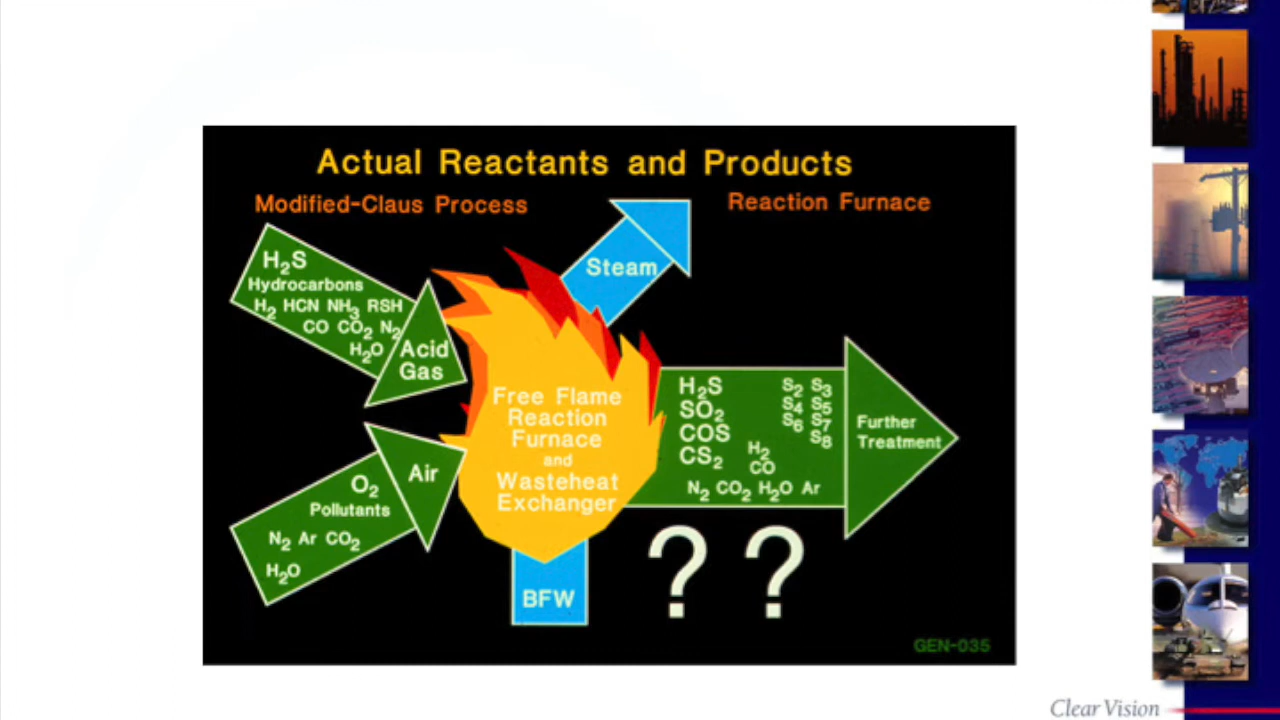 Actual Reactants and Products
Modified-Claus Process
Reaction Furnace
H₂S
Hydrocarbons
H₂ HCN NH₃ RSH
CO CO₂ N₂
H₂O
Acid
Gas
Steam
Free Flame
Reaction
Furnace
and
Wasteheat
Exchanger
H₂S
SO₂
COS
CS₂
S₂ S₃
S₄ S₅
S₆ S₇
S₈
H₂
CO
N₂ CO₂ H₂O Ar
Further
Treatment
Air
O₂
Pollutants
N₂ Ar CO₂
H₂O
BFW
? ?
GEN-035
Clear Vision